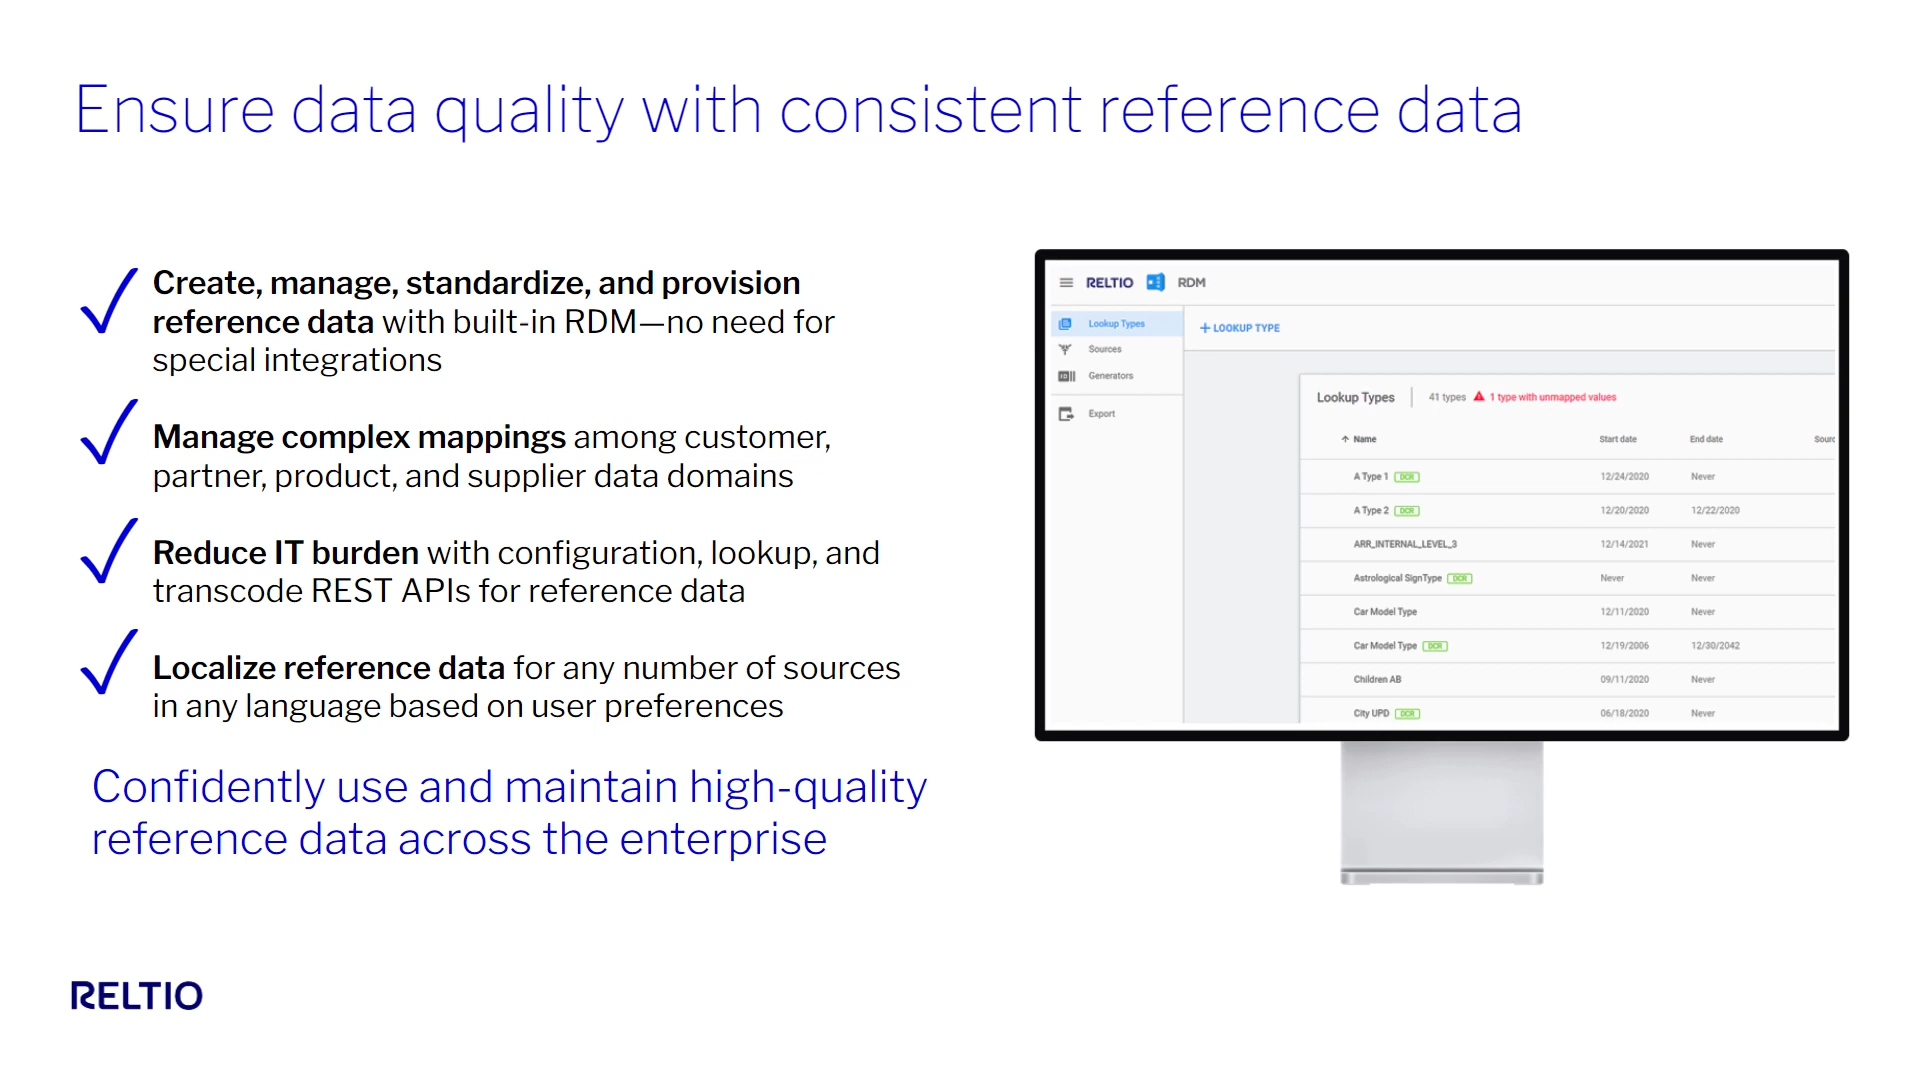 Ensure data quality with consistent reference data
Create, manage, standardize, and provision
reference data with built-in RDM—no need for
special integrations
Manage complex mappings among customer,
partner, product, and supplier data domains
Reduce IT burden with configuration, lookup, and
transcode REST APIs for reference data
Localize reference data for any number of sources
in any language based on user preferences
Confidently use and maintain high-quality
reference data across the enterprise
RELTIO
RELTIO RDM
Lookup Types
Sources
Generators
Export
+ LOOKUP TYPE
Lookup Types 41 types 1 type with unmapped values
Name Start date End date Sourc
A Type 1 DCR 12/24/2020 Never
A Type 2 DCR 12/20/2020 12/22/2020
ARR_INTERNAL_LEVEL_3 12/14/2021 Never
Astrological SignType DCR Never Never
Car Model Type 12/11/2020 Never
Car Model Type DCR 12/19/2006 12/30/2042
Children AB 09/11/2020 Never
City UPD DCR 06/18/2020 Never